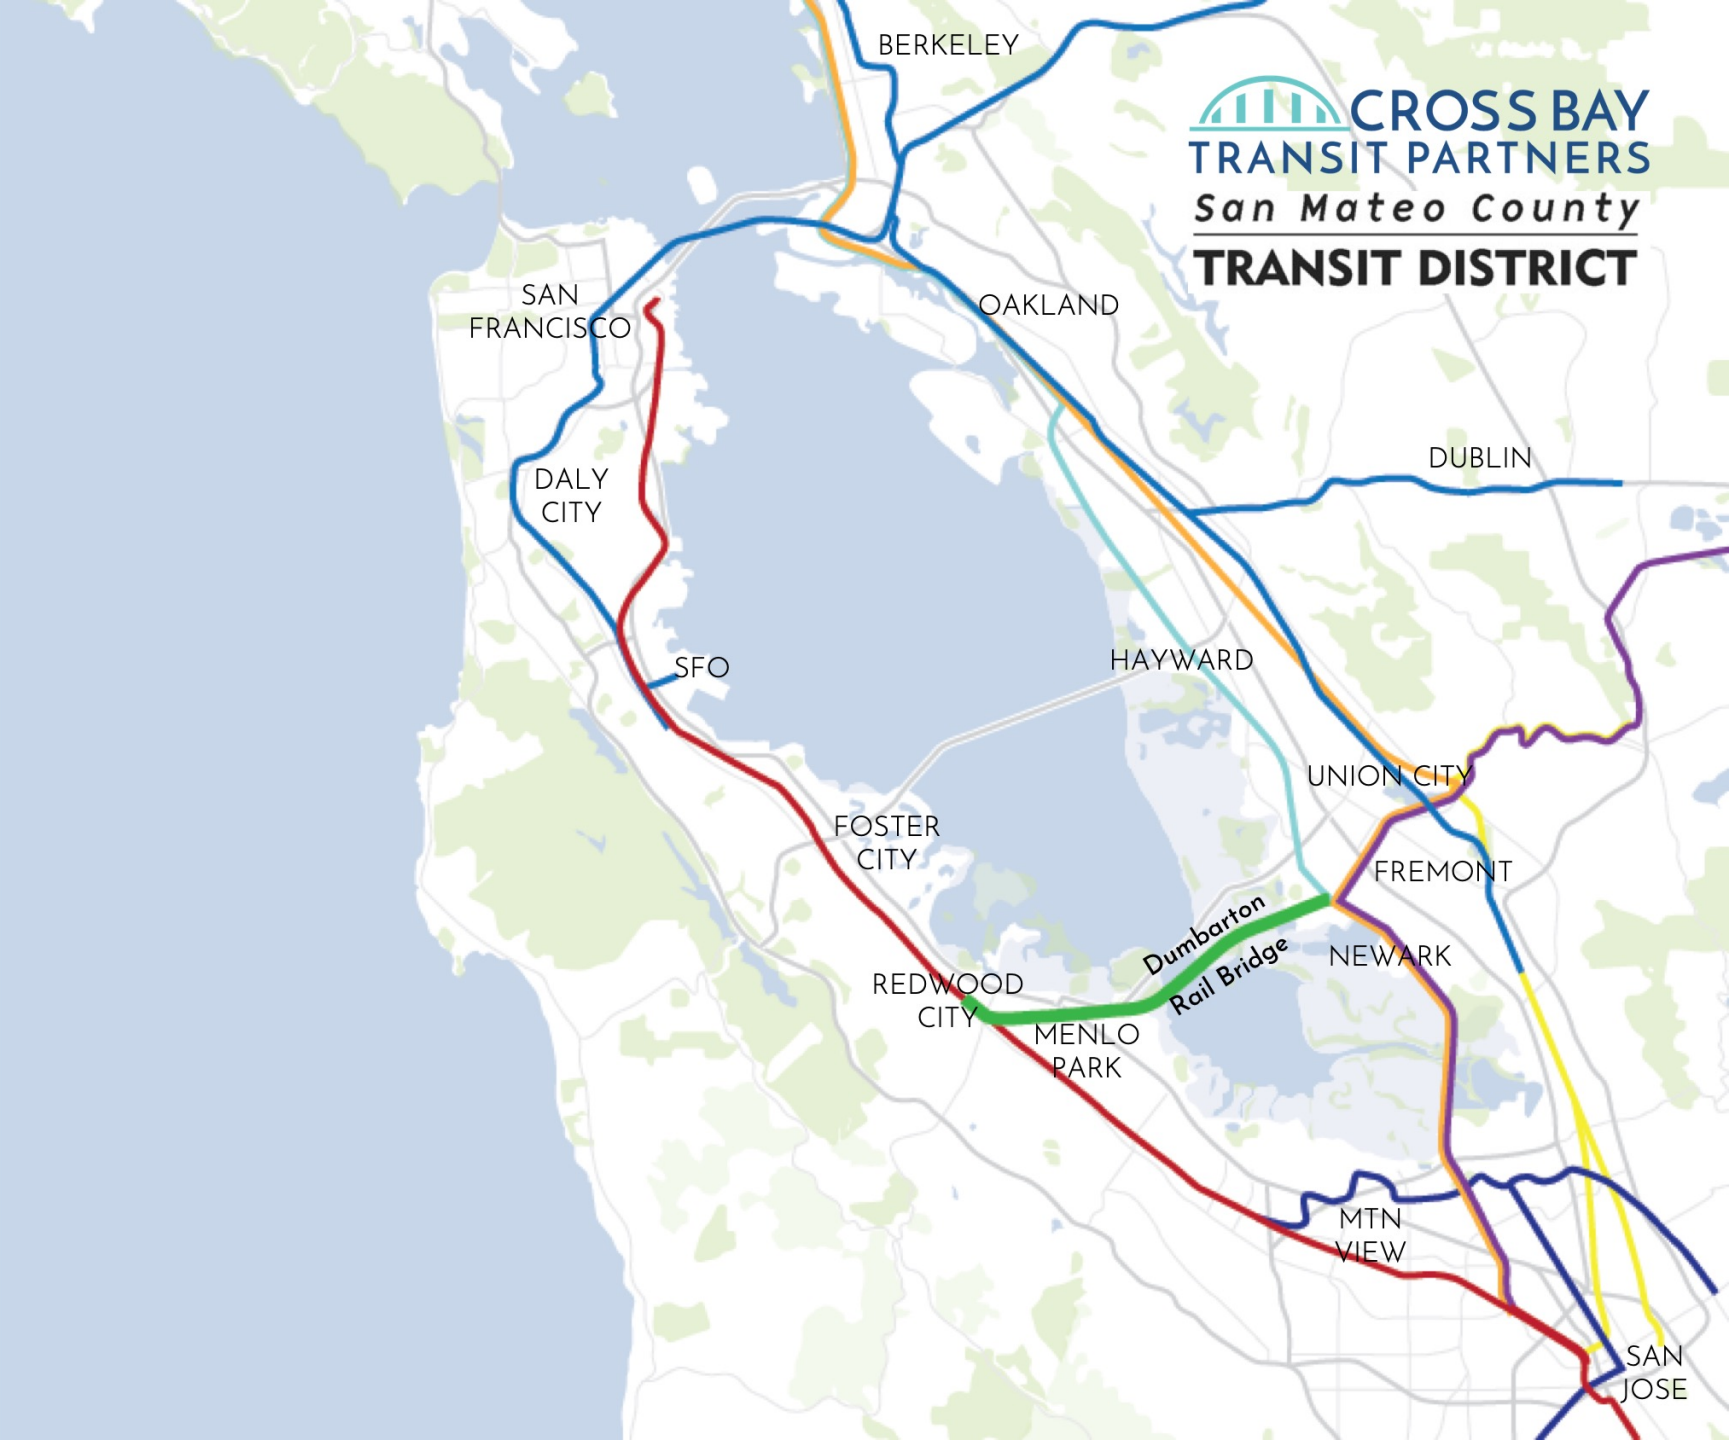 BERKELEY
CROSS BAY
TRANSIT PARTNERS
San Mateo County
TRANSIT DISTRICT
SAN
FRANCISCO
OAKLAND
DALY
CITY
DUBLIN
SFO
HAYWARD
UNION CITY
FOSTER
CITY
FREMONT
Dumbarton
Rail Bridge
NEWARK
REDWOOD
CITY
MENLO
PARK
MTN
VIEW
SAN
JOSE